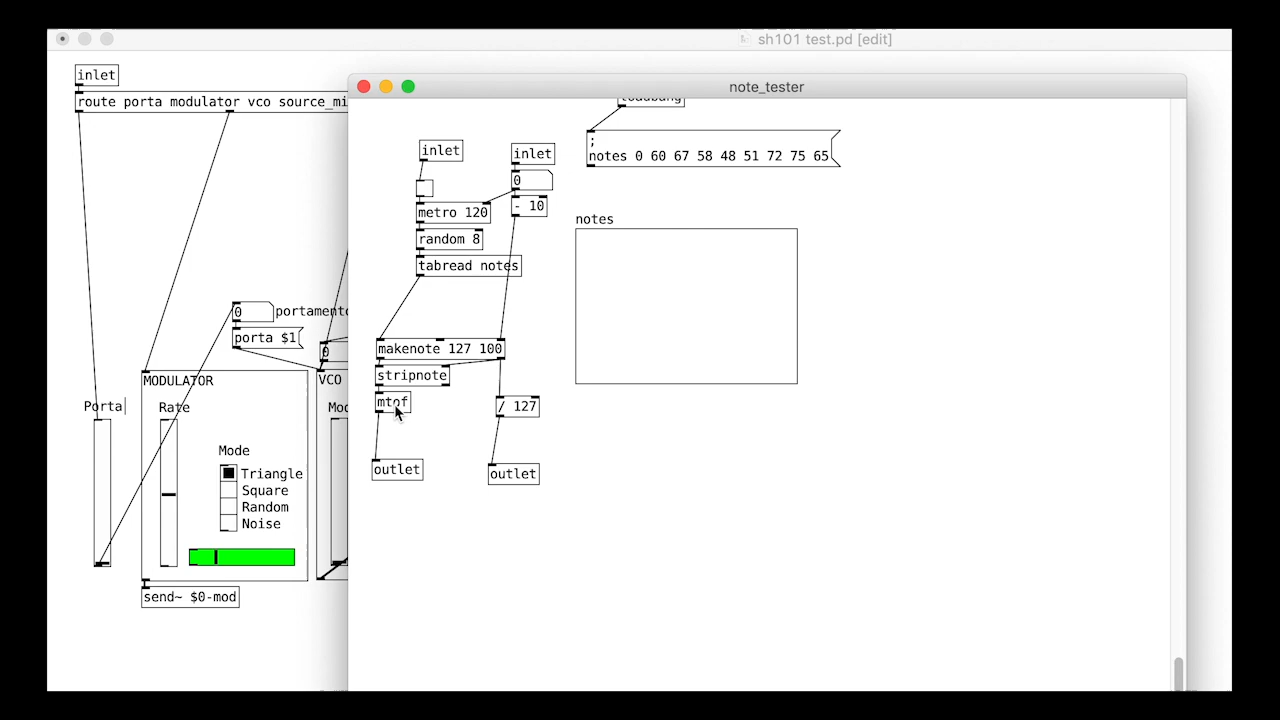 sh101 test.pd [edit]
inlet
route porta modulator vco source_mi
note_tester
loadbang
;
notes 0 60 67 58 48 51 72 75 65
inlet
inlet
0
metro 120
- 10
random 8
tabread notes
notes
0
portamento
porta $1
0
makenote 127 100
stripnote
mtof
/ 127
outlet
outlet
MODULATOR
VCO
Porta
Rate
Mod
Mode
Triangle
Square
Random
Noise
send~ $0-mod